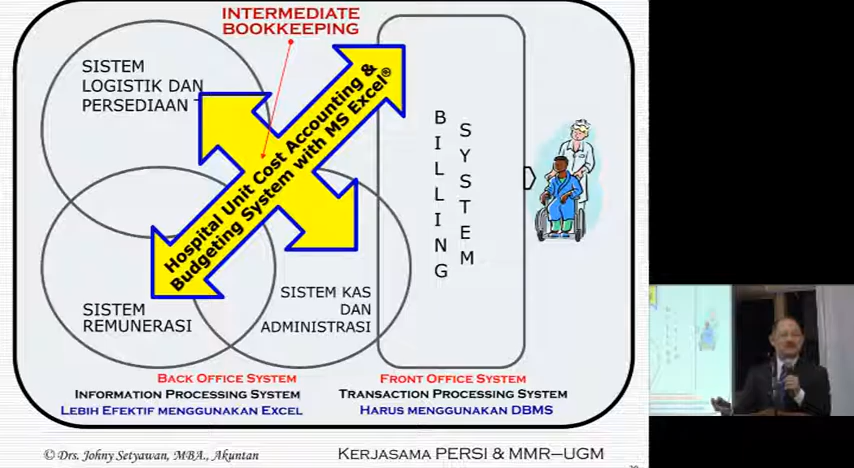 INTERMEDIATE
BOOKKEEPING
SISTEM
LOGISTIK DAN
PERSEDIAAN
Hospital Unit Cost Accounting &
Budgeting System with MS Excel®
BILLING
SYSTEM
SISTEM
REMUNERASI
SISTEM KAS
DAN
ADMINISTRASI
BACK OFFICE SYSTEM
INFORMATION PROCESSING SYSTEM
LEBIH EFEKTIF MENGGUNAKAN EXCEL
FRONT OFFICE SYSTEM
TRANSACTION PROCESSING SYSTEM
HARUS MENGGUNAKAN DBMS
© Drs. Johny Setyawan, MBA., Akuntan
KERJASAMA PERSI & MMR–UGM